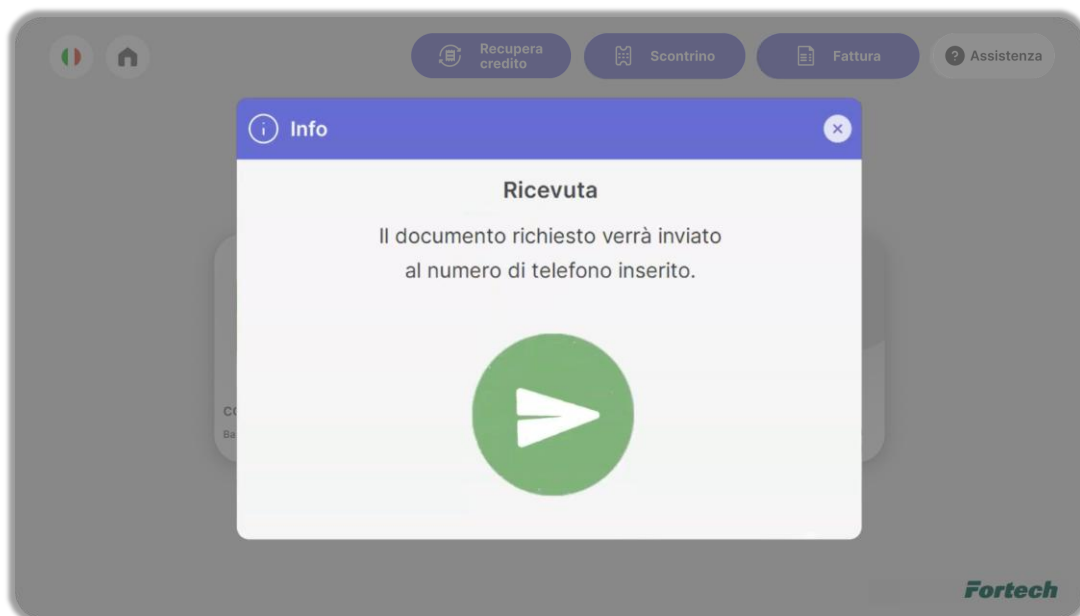 Recupera
credito
Scontrino
Fattura
? Assistenza
i Info
Ricevuta
Il documento richiesto verrà inviato
al numero di telefono inserito.
Fortech